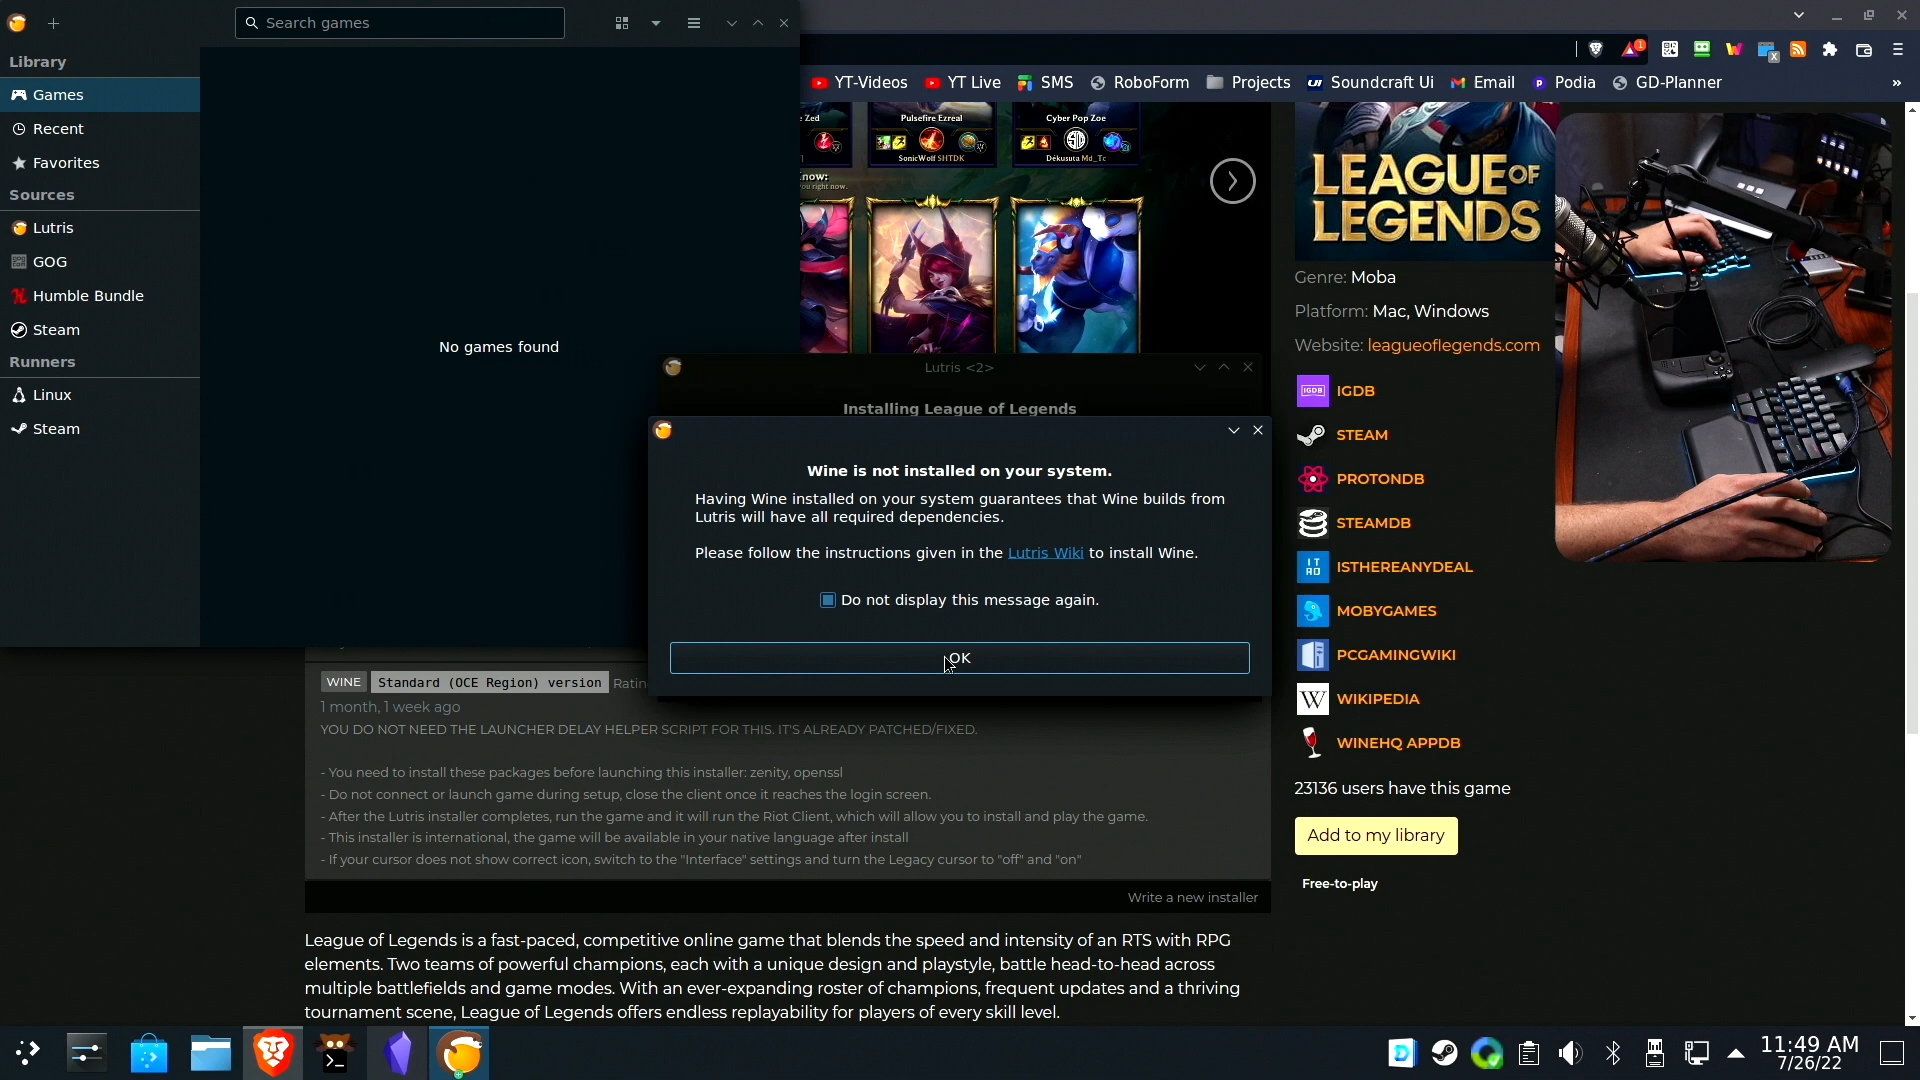 Search games
Library
Games
Recent
Favorites
Sources
Lutris
GOG
Humble Bundle
Steam
Runners
Linux
Steam
No games found
1
YT-Videos
YT Live
SMS
RoboForm
Projects
Soundcraft Ui
Email
Podia
GD-Planner
»
e Zed
Pulsefire Ezreal
Cyber Pop Zoe
SonicWolf SHTDK
Dekusuta Md_Tc
now:
you right now.
Lutris <2>
Installing League of Legends
Wine is not installed on your system.
Having Wine installed on your system guarantees that Wine builds from
Lutris will have all required dependencies.
Please follow the instructions given in the Lutris Wiki to install Wine.
Do not display this message again.
OK
WINE Standard (OCE Region) version Ratin
1 month, 1 week ago
YOU DO NOT NEED THE LAUNCHER DELAY HELPER SCRIPT FOR THIS. IT'S ALREADY PATCHED/FIXED.
- You need to install these packages before launching this installer: zenity, openssl
- Do not connect or launch game during setup, close the client once it reaches the login screen.
- After the Lutris installer completes, run the game and it will run the Riot Client, which will allow you to install and play the game.
- This installer is international, the game will be available in your native language after install
- If your cursor does not show correct icon, switch to the "Interface" settings and turn the Legacy cursor to "off" and "on"
Write a new installer
League of Legends is a fast-paced, competitive online game that blends the speed and intensity of an RTS with RPG
elements. Two teams of powerful champions, each with a unique design and playstyle, battle head-to-head across
multiple battlefields and game modes. With an ever-expanding roster of champions, frequent updates and a thriving
tournament scene, League of Legends offers endless replayability for players of every skill level.
LEAGUE OF
LEGENDS
Genre: Moba
Platform: Mac, Windows
Website: leagueoflegends.com
IGDB IGDB
STEAM
PROTONDB
STEAMDB
ISTHEREANYDEAL
MOBYGAMES
PCGAMINGWIKI
W WIKIPEDIA
WINEHQ APPDB
23136 users have this game
Add to my library
Free-to-play
11:49 AM
7/26/22